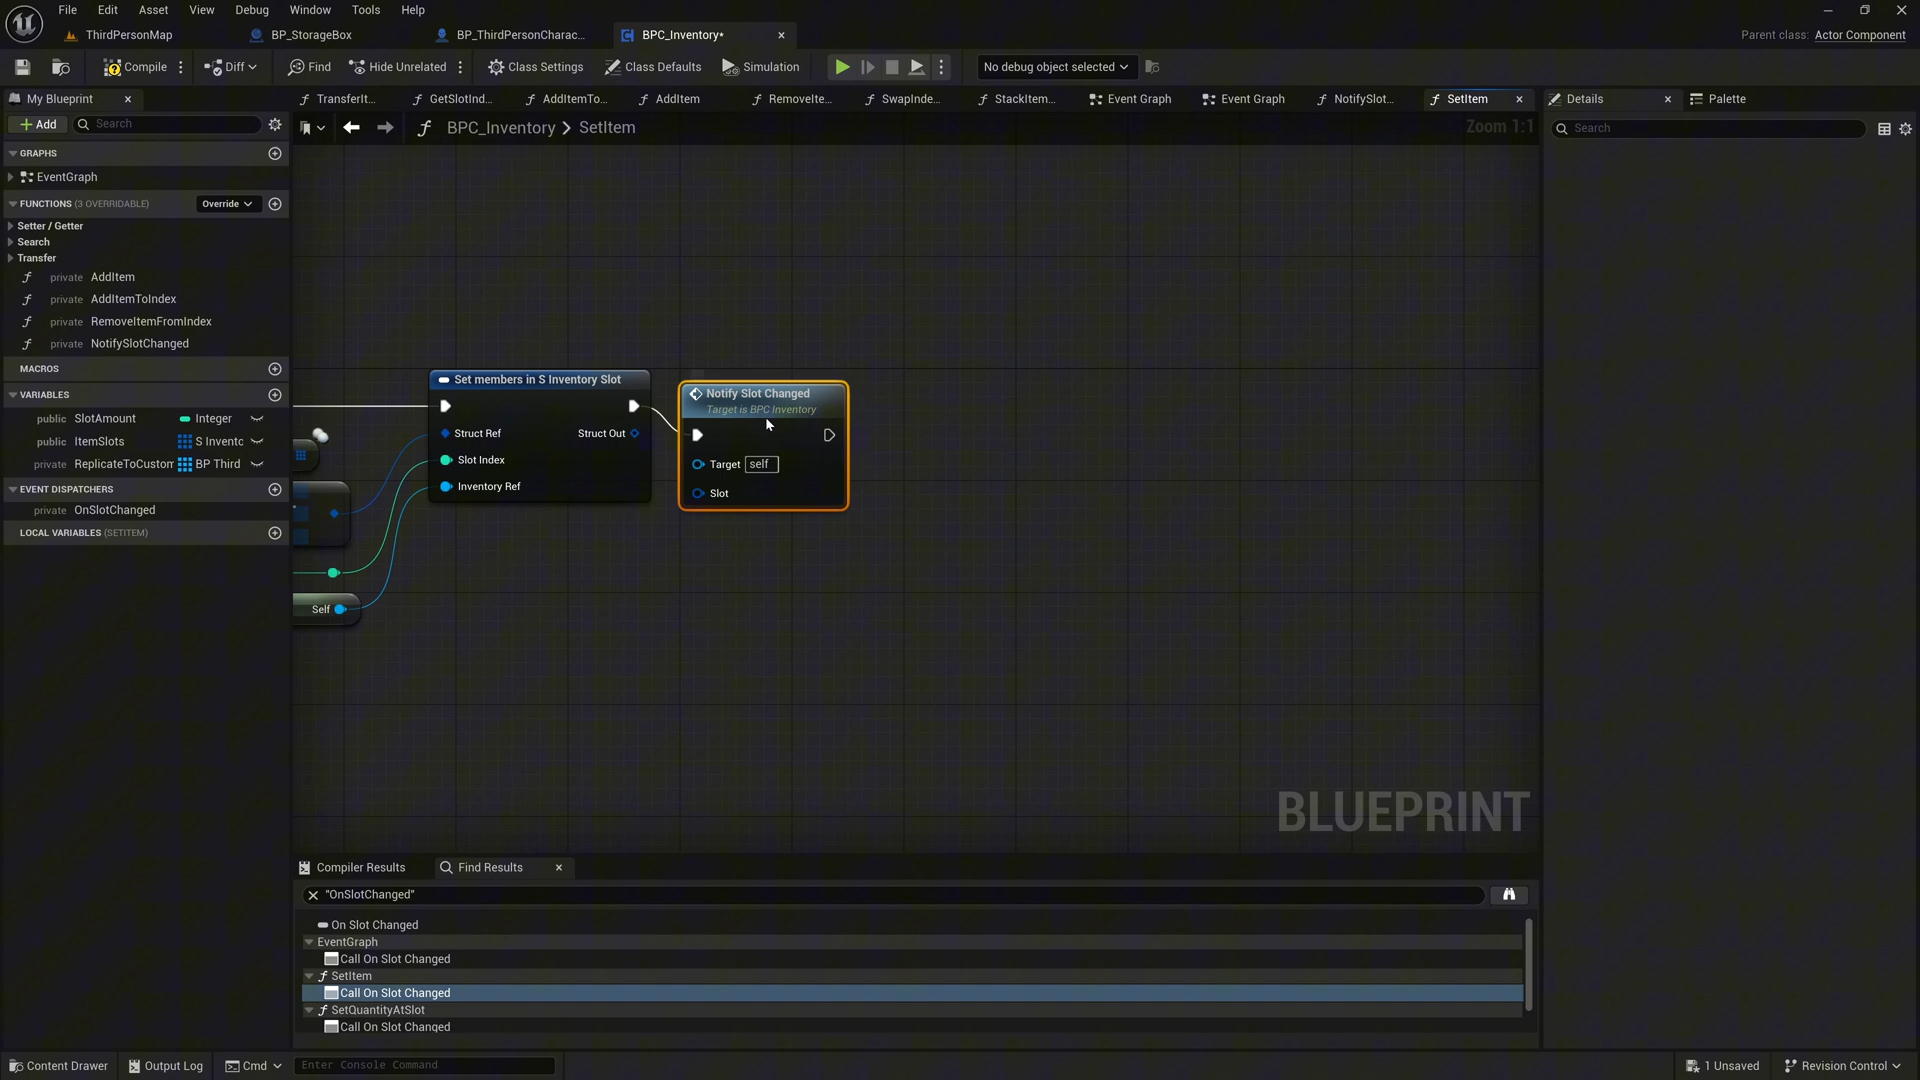 File Edit Asset View Debug Window Tools Help
ThirdPersonMap BP_StorageBox BP_ThirdPersonCharac... BPC_Inventory* Parent class: Actor Component
Compile Diff Find Hide Unrelated Class Settings Class Defaults Simulation No debug object selected
My Blueprint TransferIt... GetSlotInd... AddItemTo... AddItem RemoveIte... SwapInde... StackItem... Event Graph Event Graph NotifySlot... SetItem Details Palette
Add Search BPC_Inventory > SetItem Zoom 1:1 Search
GRAPHS
EventGraph
FUNCTIONS (3 OVERRIDABLE) Override
Setter / Getter
Search
Transfer
private AddItem
private AddItemToIndex
private RemoveItemFromIndex
private NotifySlotChanged
MACROS
VARIABLES
public SlotAmount Integer
public ItemSlots S Invento
private ReplicateToCustom BP Third
EVENT DISPATCHERS
private OnSlotChanged
LOCAL VARIABLES (SETITEM)
Set members in S Inventory Slot
Struct Ref Struct Out
Slot Index
Inventory Ref
Notify Slot Changed
Target is BPC Inventory
Target self
Slot
Self
BLUEPRINT
Compiler Results Find Results
"OnSlotChanged"
On Slot Changed
EventGraph
Call On Slot Changed
SetItem
Call On Slot Changed
SetQuantityAtSlot
Call On Slot Changed
Content Drawer Output Log Cmd Enter Console Command 1 Unsaved Revision Control